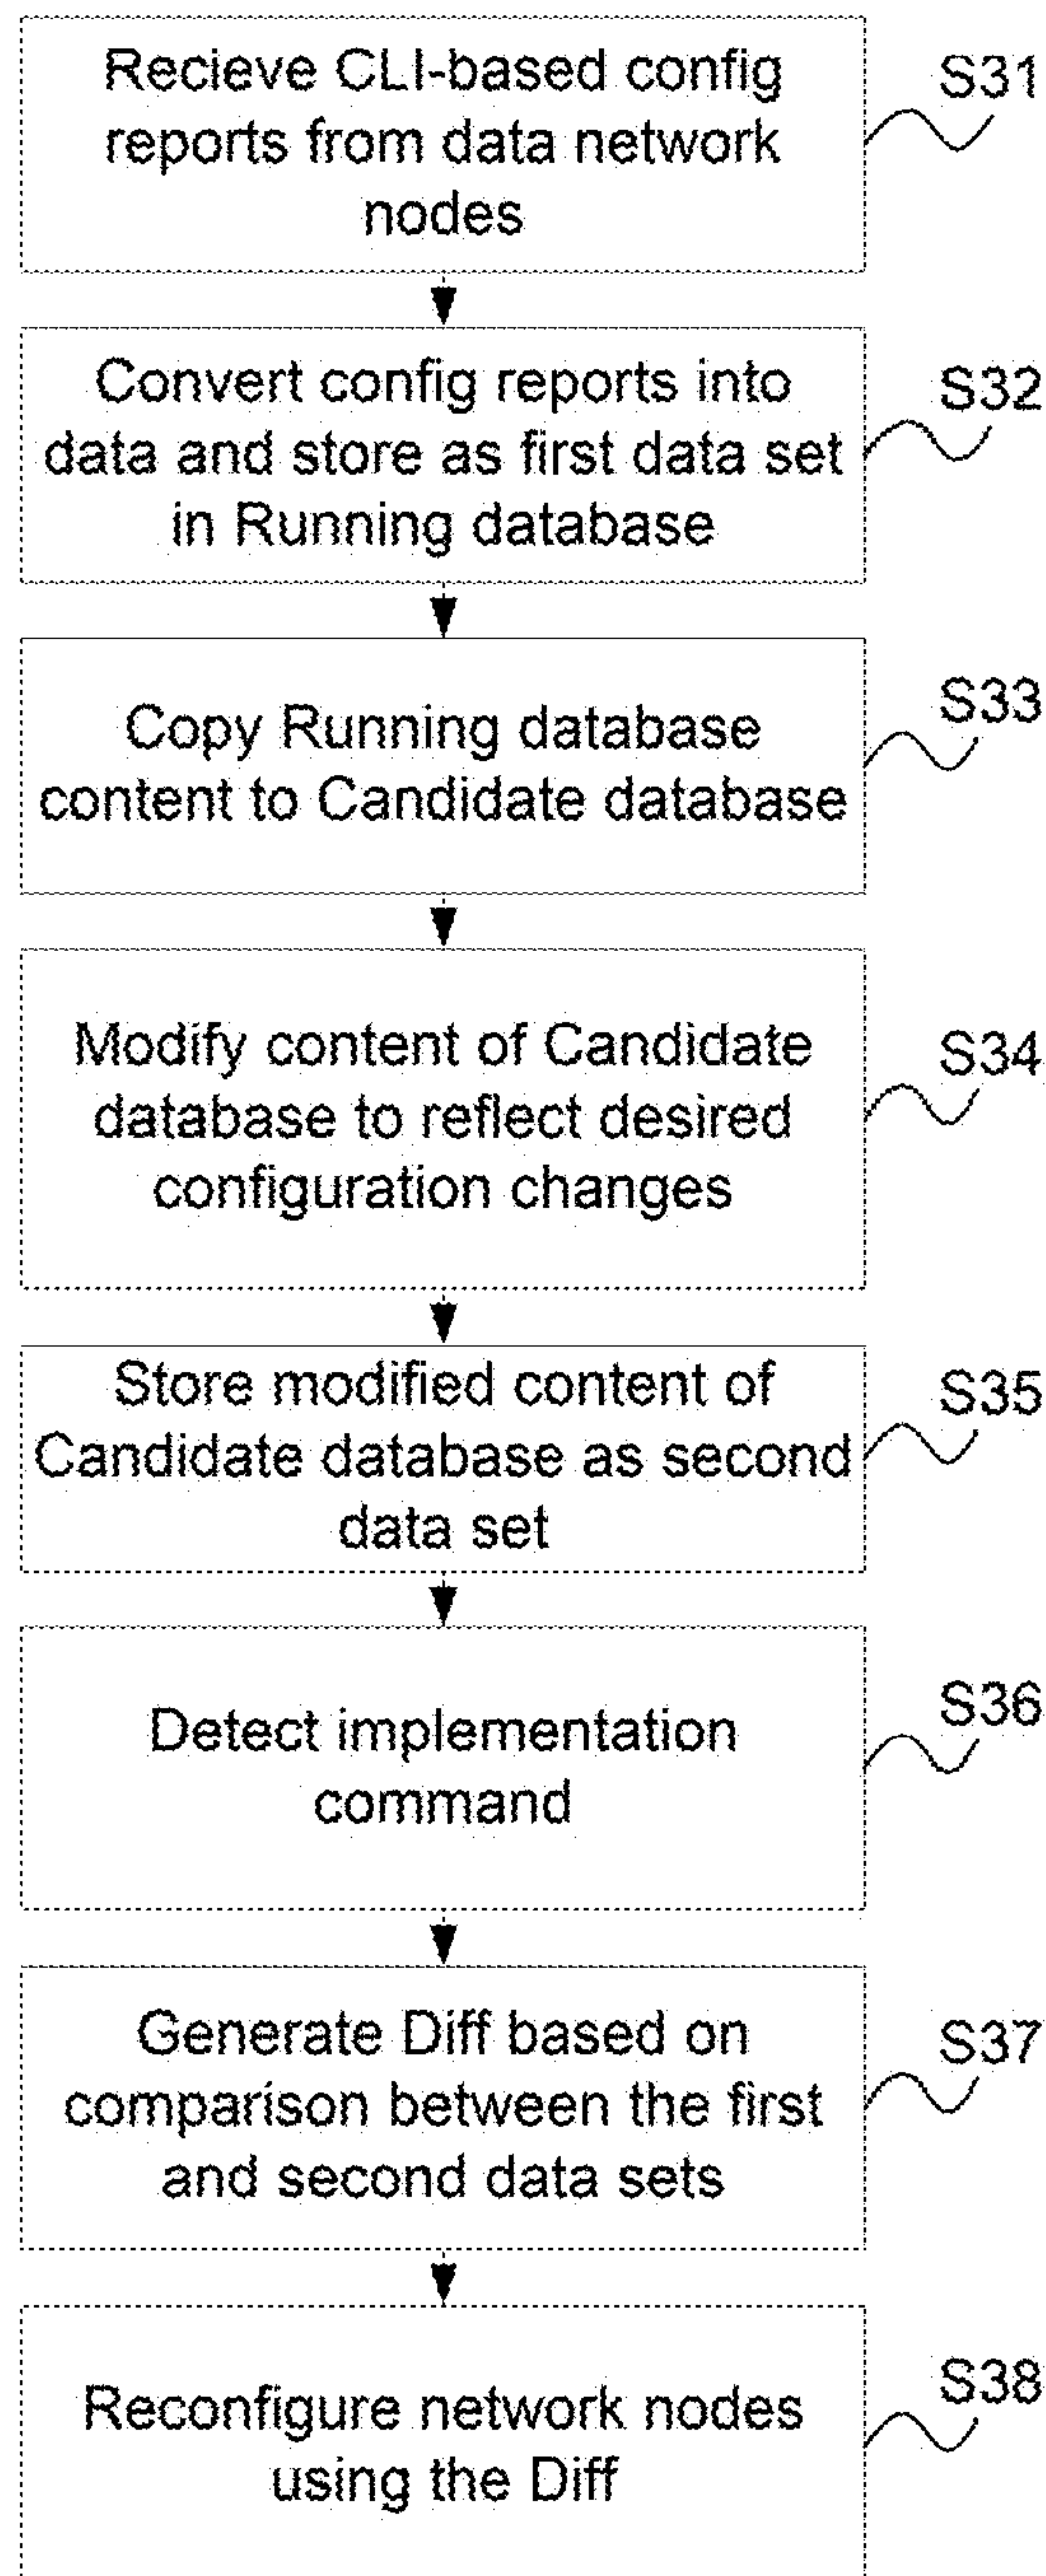 Recieve CLI-based config
reports from data network
nodes
S31
Convert config reports into
data and store as first data set
in Running database
S32
Copy Running database
content to Candidate database
S33
Modify content of Candidate
database to reflect desired
configuration changes
S34
Store modified content of
Candidate database as second
data set
S35
Detect implementation
command
S36
Generate Diff based on
comparison between the first
and second data sets
S37
Reconfigure network nodes
using the Diff
S38